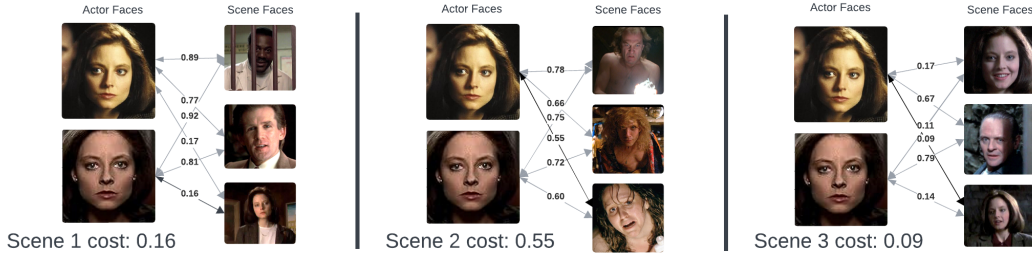 Actor Faces
Scene Faces
0.89
0.77
0.92
0.17
0.81
0.16
Scene 1 cost: 0.16
Actor Faces
Scene Faces
0.78
0.66
0.75
0.55
0.72
0.60
Scene 2 cost: 0.55
Actor Faces
Scene Faces
0.17
0.67
0.11
0.09
0.79
0.14
Scene 3 cost: 0.09